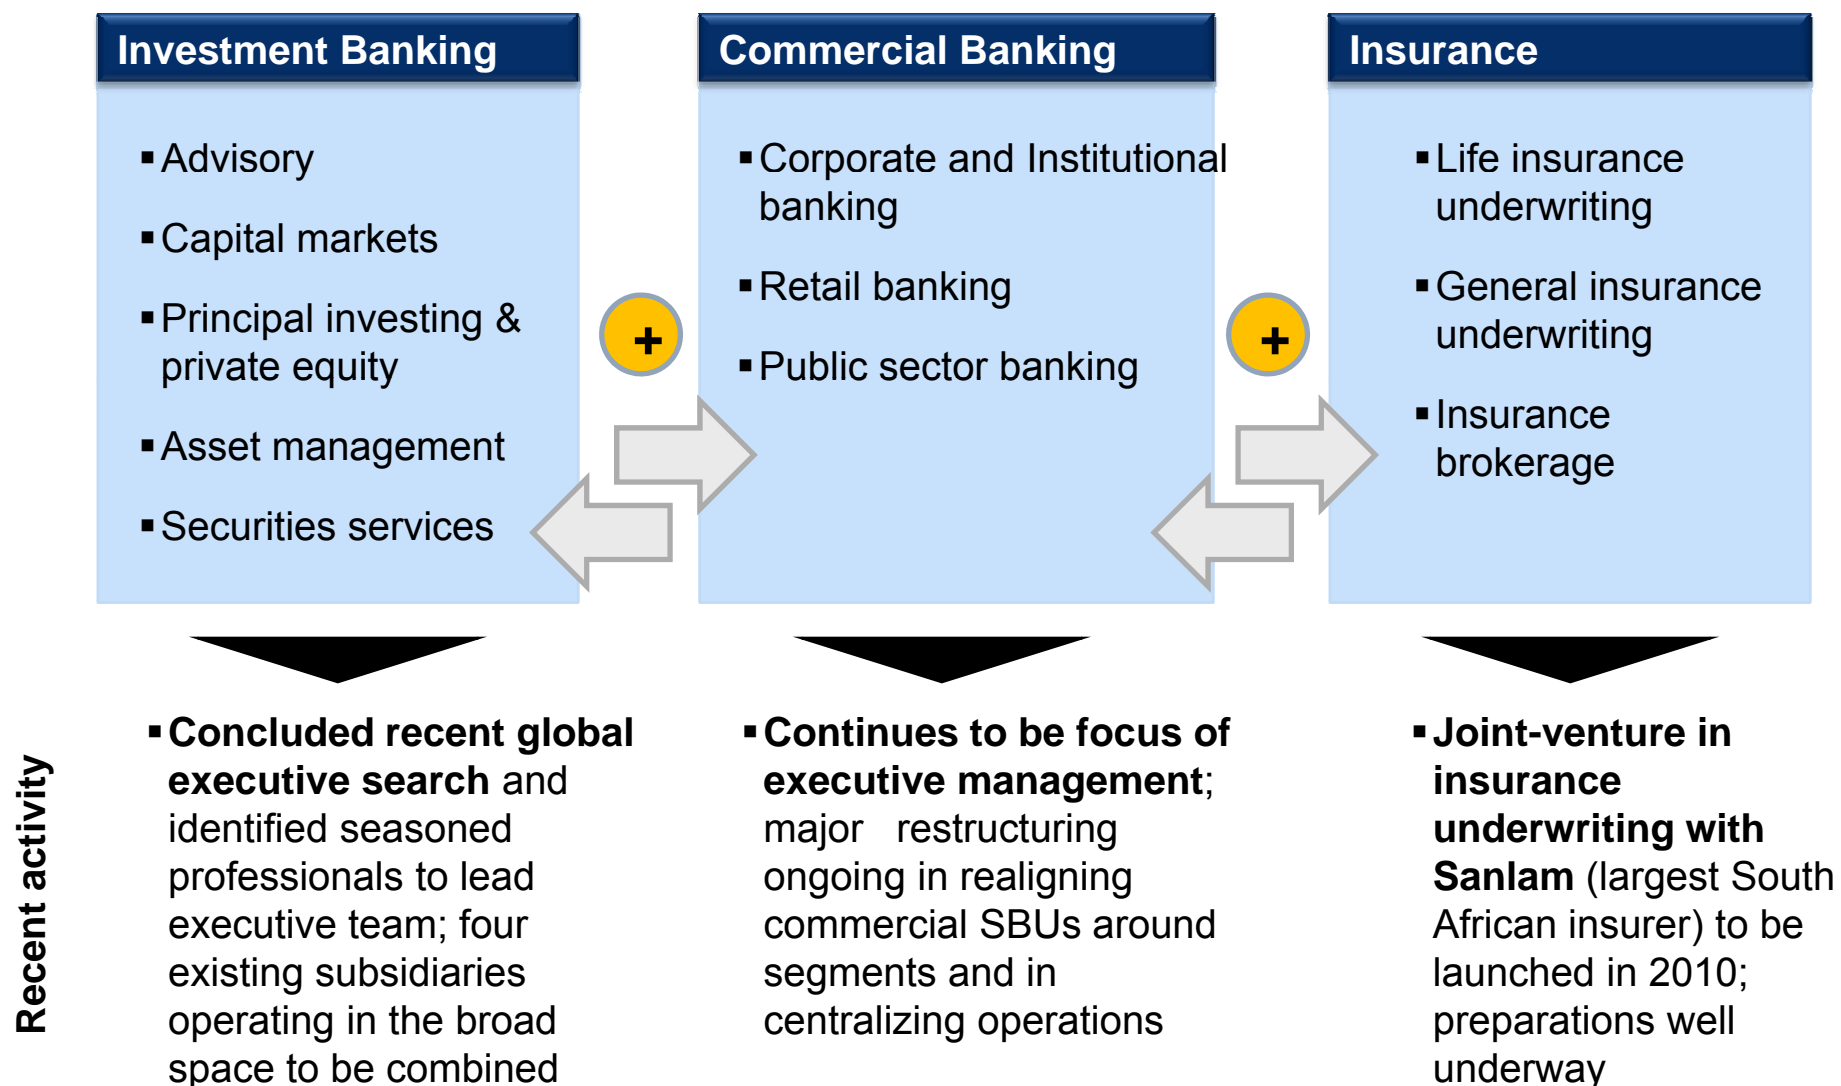 Investment Banking
▪Advisory
▪Capital markets
▪Principal investing &
private equity
▪Asset management
▪Securities services
+
Commercial Banking
▪Corporate and Institutional
banking
▪Retail banking
▪Public sector banking
+
Insurance
▪Life insurance
underwriting
▪General insurance
underwriting
▪Insurance
brokerage
Recent activity
▪Concluded recent global
executive search and
identified seasoned
professionals to lead
executive team; four
existing subsidiaries
operating in the broad
space to be combined
▪Continues to be focus of
executive management;
major restructuring
ongoing in realigning
commercial SBUs around
segments and in
centralizing operations
▪Joint-venture in
insurance
underwriting with
Sanlam (largest South
African insurer) to be
launched in 2010;
preparations well
underway